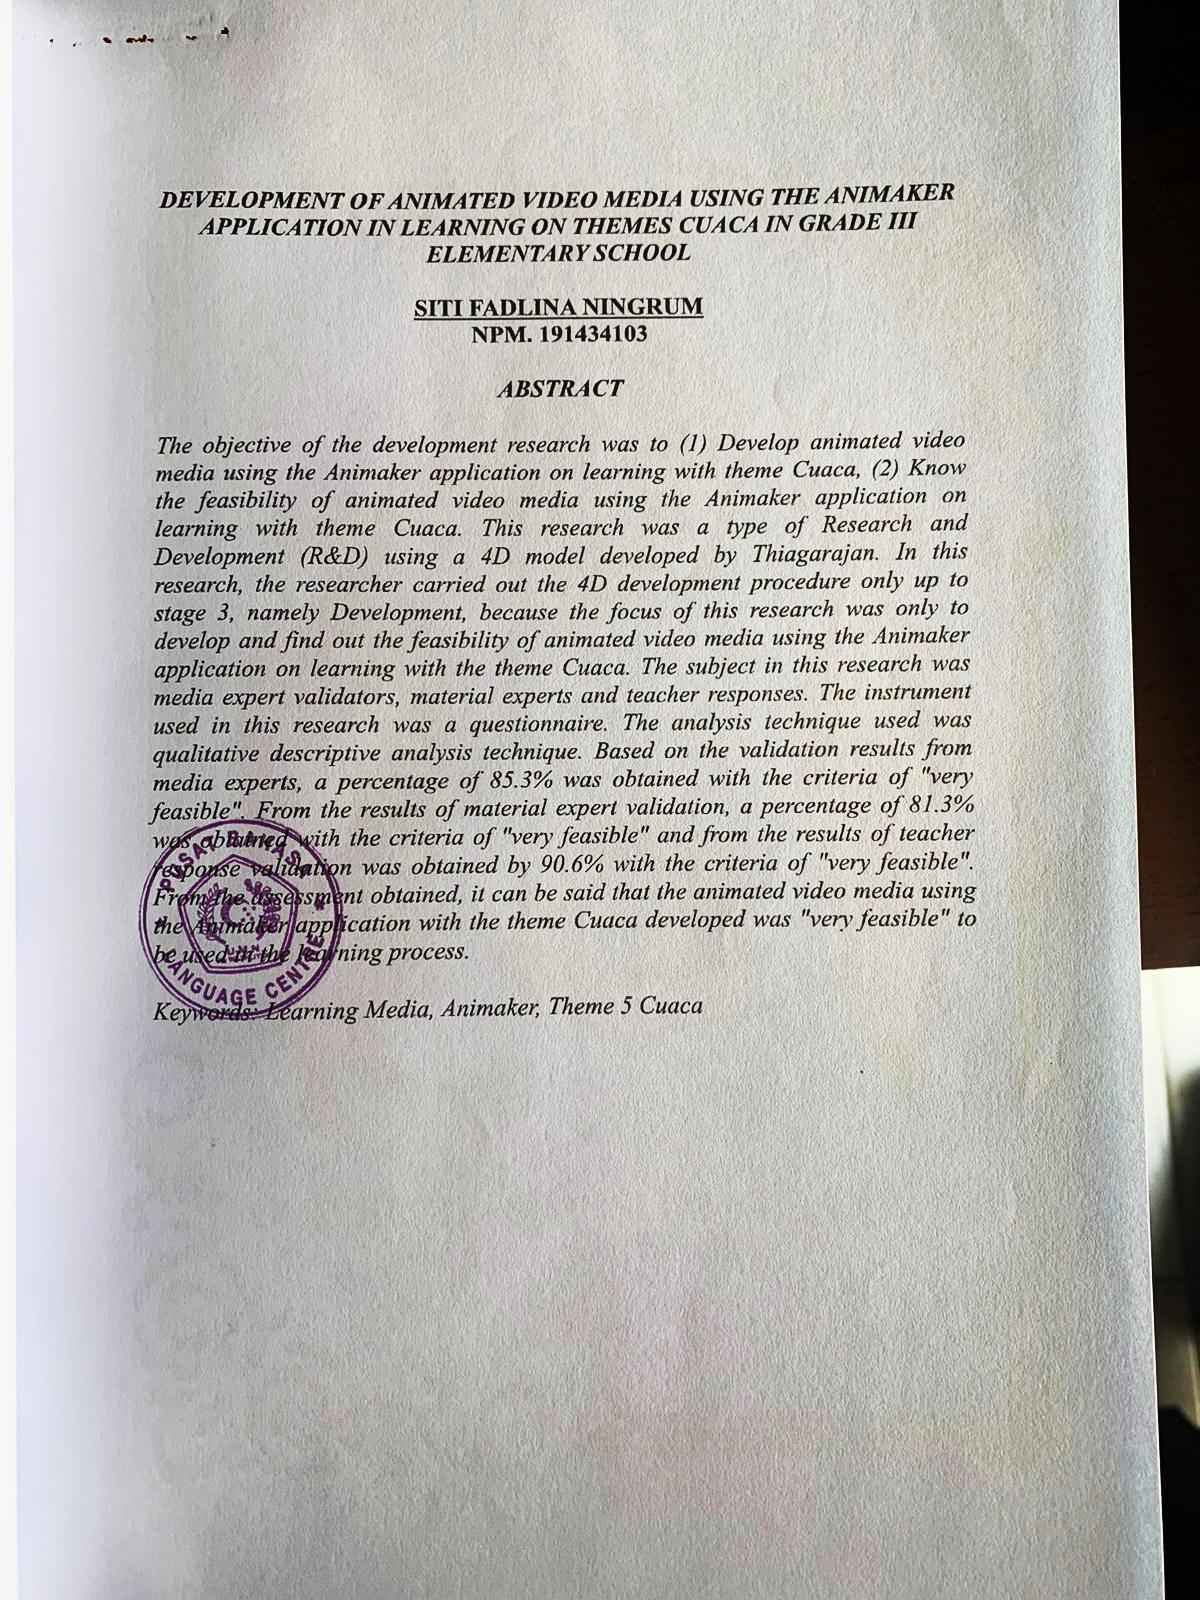 DEVELOPMENT OF ANIMATED VIDEO MEDIA USING THE ANIMAKER
APPLICATION IN LEARNING ON THEMES CUACA IN GRADE III
ELEMENTARY SCHOOL
SITI FADLINA NINGRUM
NPM. 191434103
ABSTRACT
The objective of the development research was to (1) Develop animated video
media using the Animaker application on learning with theme Cuaca, (2) Know
the feasibility of animated video media using the Animaker application on
learning with theme Cuaca. This research was a type of Research and
Development (R&D) using a 4D model developed by Thiagarajan. In this
research, the researcher carried out the 4D development procedure only up to
stage 3, namely Development, because the focus of this research was only to
develop and find out the feasibility of animated video media using the Animaker
application on learning with the theme Cuaca. The subject in this research was
media expert validators, material experts and teacher responses. The instrument
used in this research was a questionnaire. The analysis technique used was
qualitative descriptive analysis technique. Based on the validation results from
media experts, a percentage of 85.3% was obtained with the criteria of "very
feasible". From the results of material expert validation, a percentage of 81.3%
was obtained with the criteria of "very feasible" and from the results of teacher
response validation was obtained by 90.6% with the criteria of "very feasible".
From the assessment obtained, it can be said that the animated video media using
the Animaker application with the theme Cuaca developed was "very feasible" to
be used in the learning process.
Keywords: Learning Media, Animaker, Theme 5 Cuaca
PUSAT BAHASA
LANGUAGE CENTRE